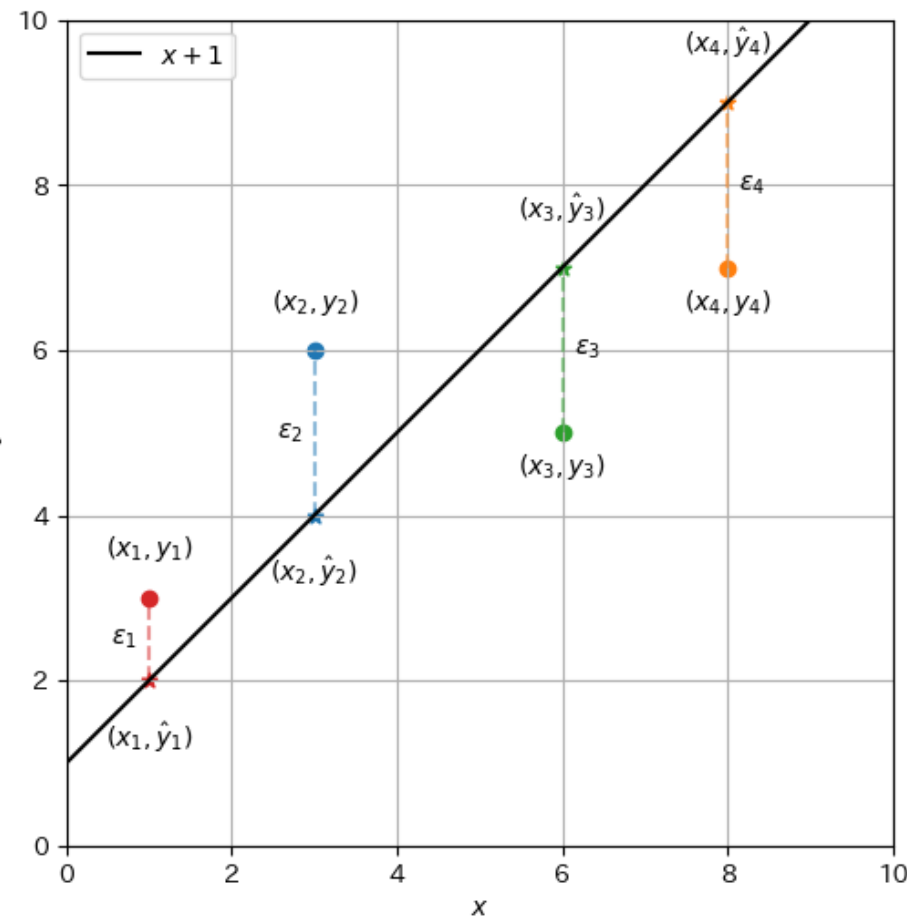 10
x + 1
(x₄, ŷ₄)
8
ε₄
(x₃, ŷ₃)
(x₂, y₂)
(x₄, y₄)
6
ε₃
ε₂
(x₃, y₃)
4
(x₁, y₁)
(x₂, ŷ₂)
ε₁
2
(x₁, ŷ₁)
0
0 2 4 6 8 10
x